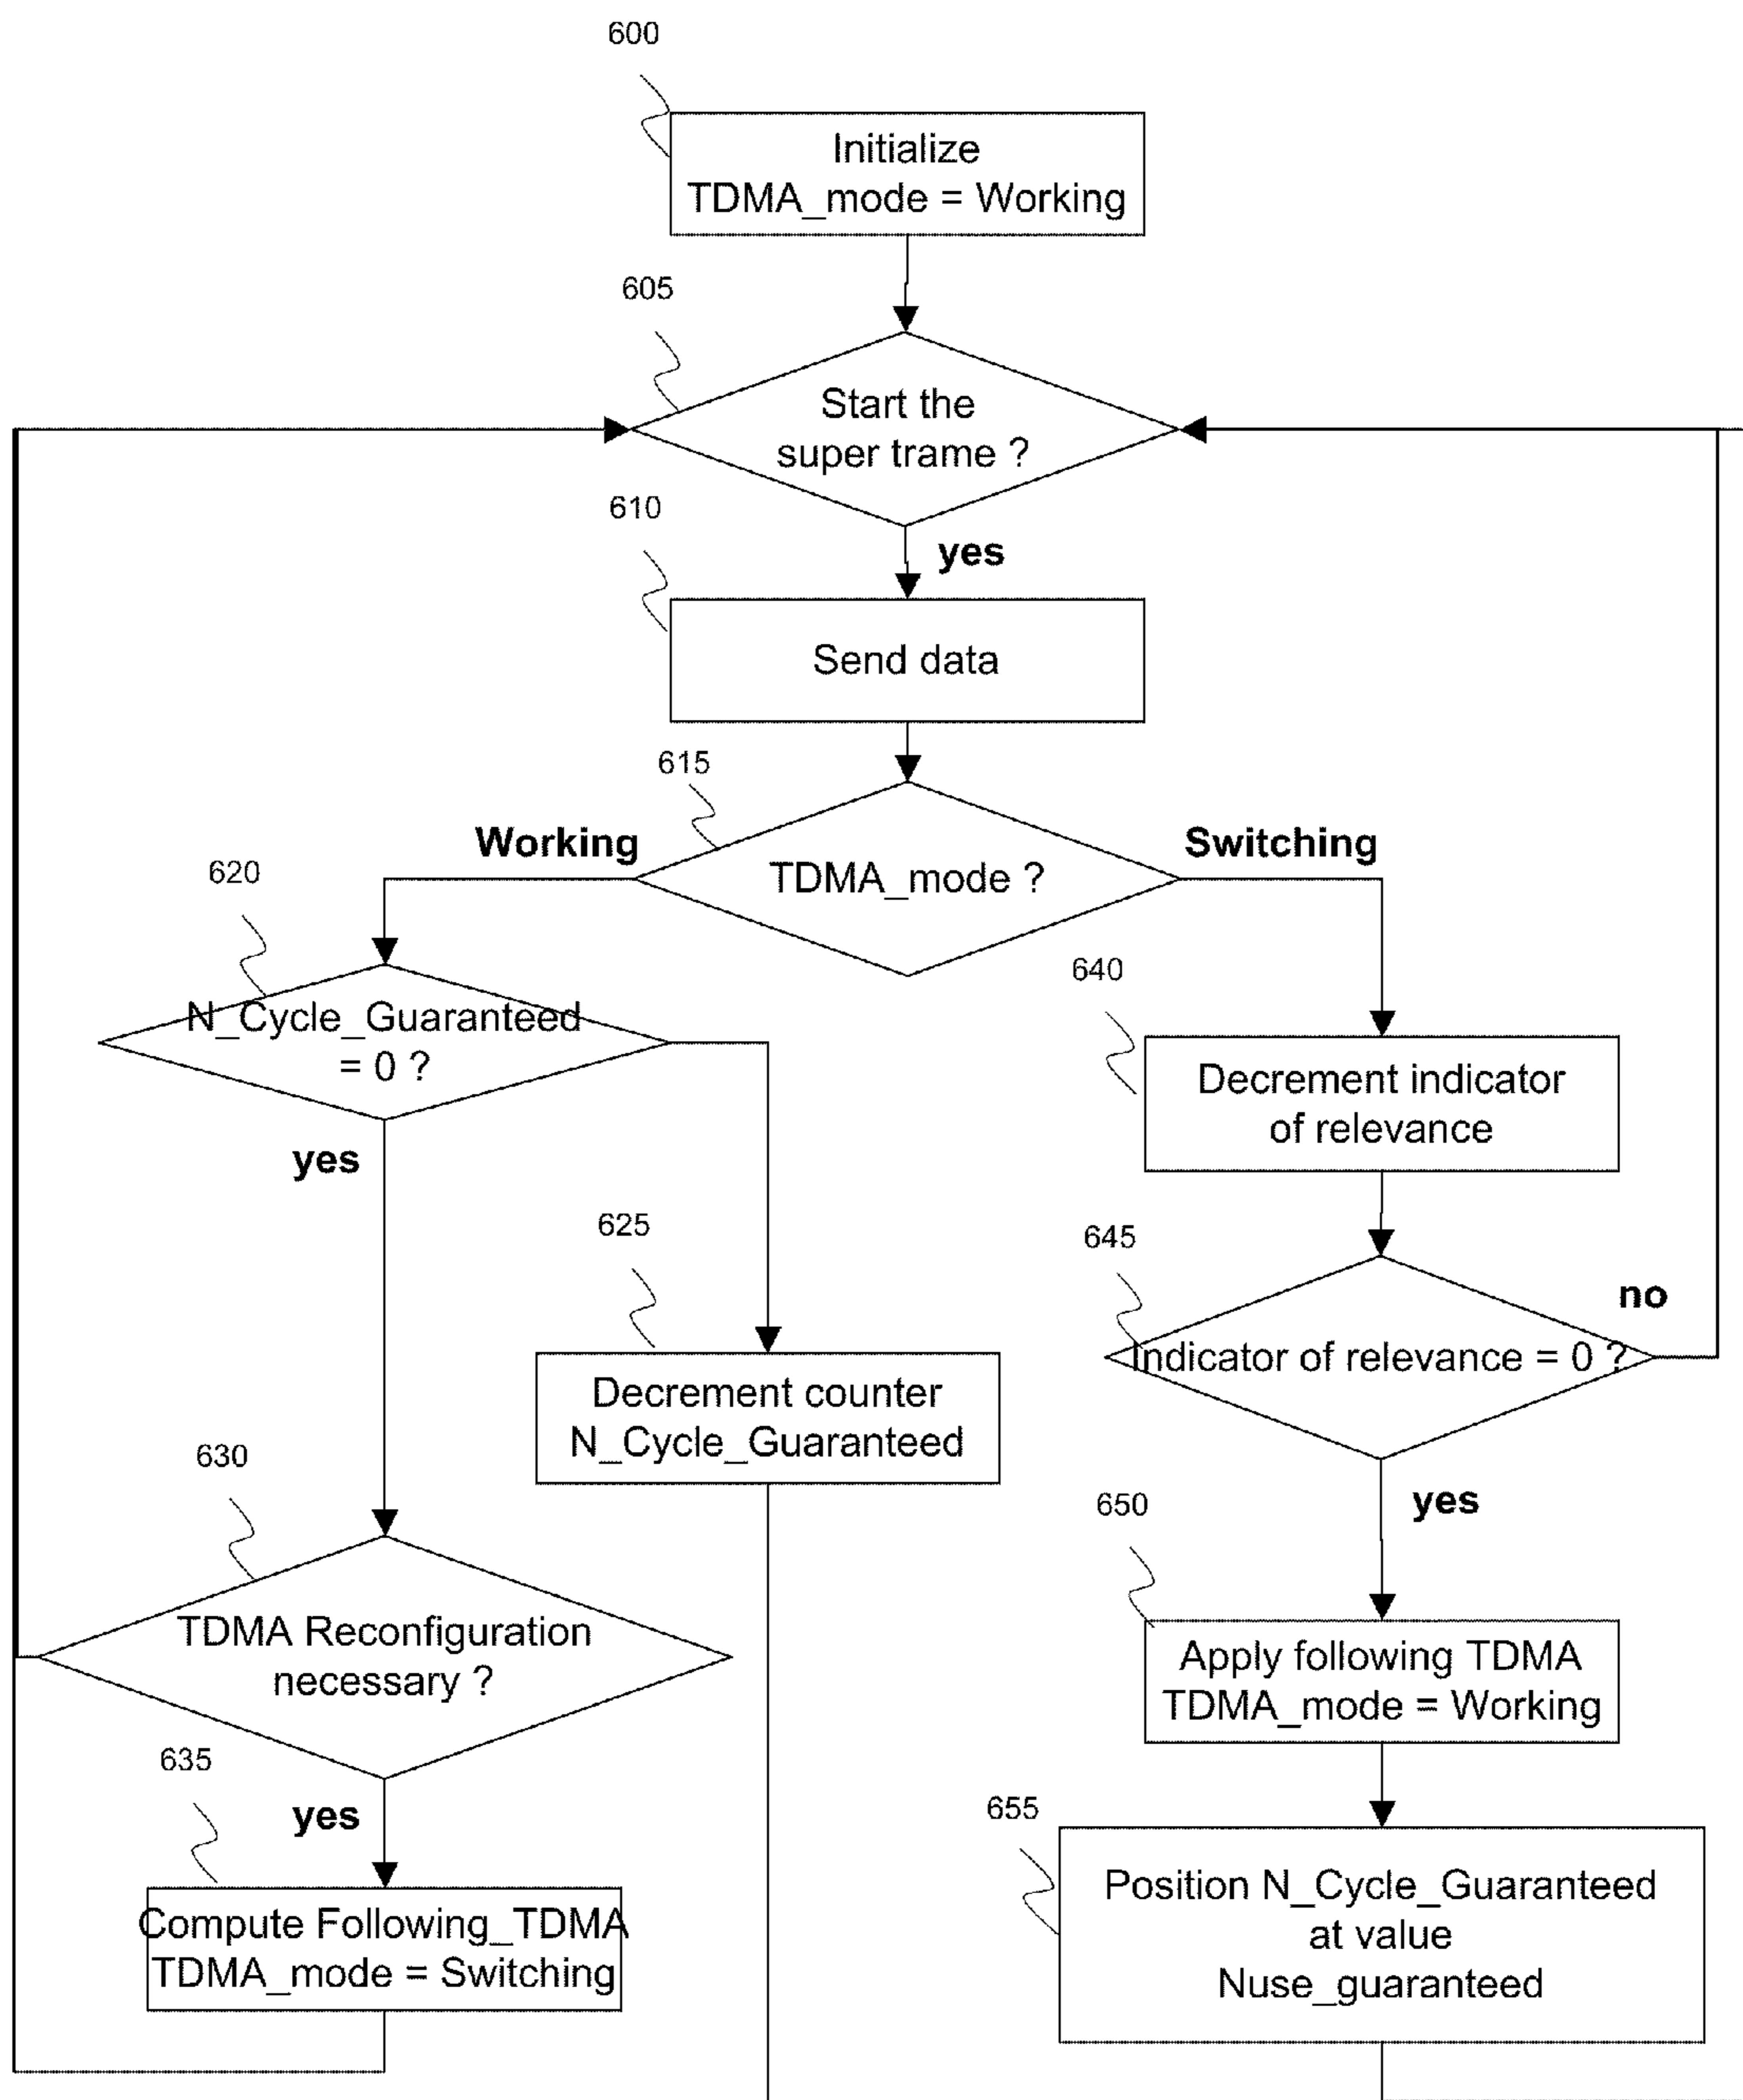 600
Initialize
TDMA_mode = Working
605
Start the
super trame ?
610
yes
Send data
615
Working
Switching
TDMA_mode ?
620
N_Cycle_Guaranteed
= 0 ?
640
Decrement indicator
of relevance
yes
625
645
no
Indicator of relevance = 0 ?
Decrement counter
N_Cycle_Guaranteed
630
650
yes
TDMA Reconfiguration
necessary ?
Apply following TDMA
TDMA_mode = Working
635
yes
655
Compute Following_TDMA
TDMA_mode = Switching
Position N_Cycle_Guaranteed
at value
Nuse_guaranteed